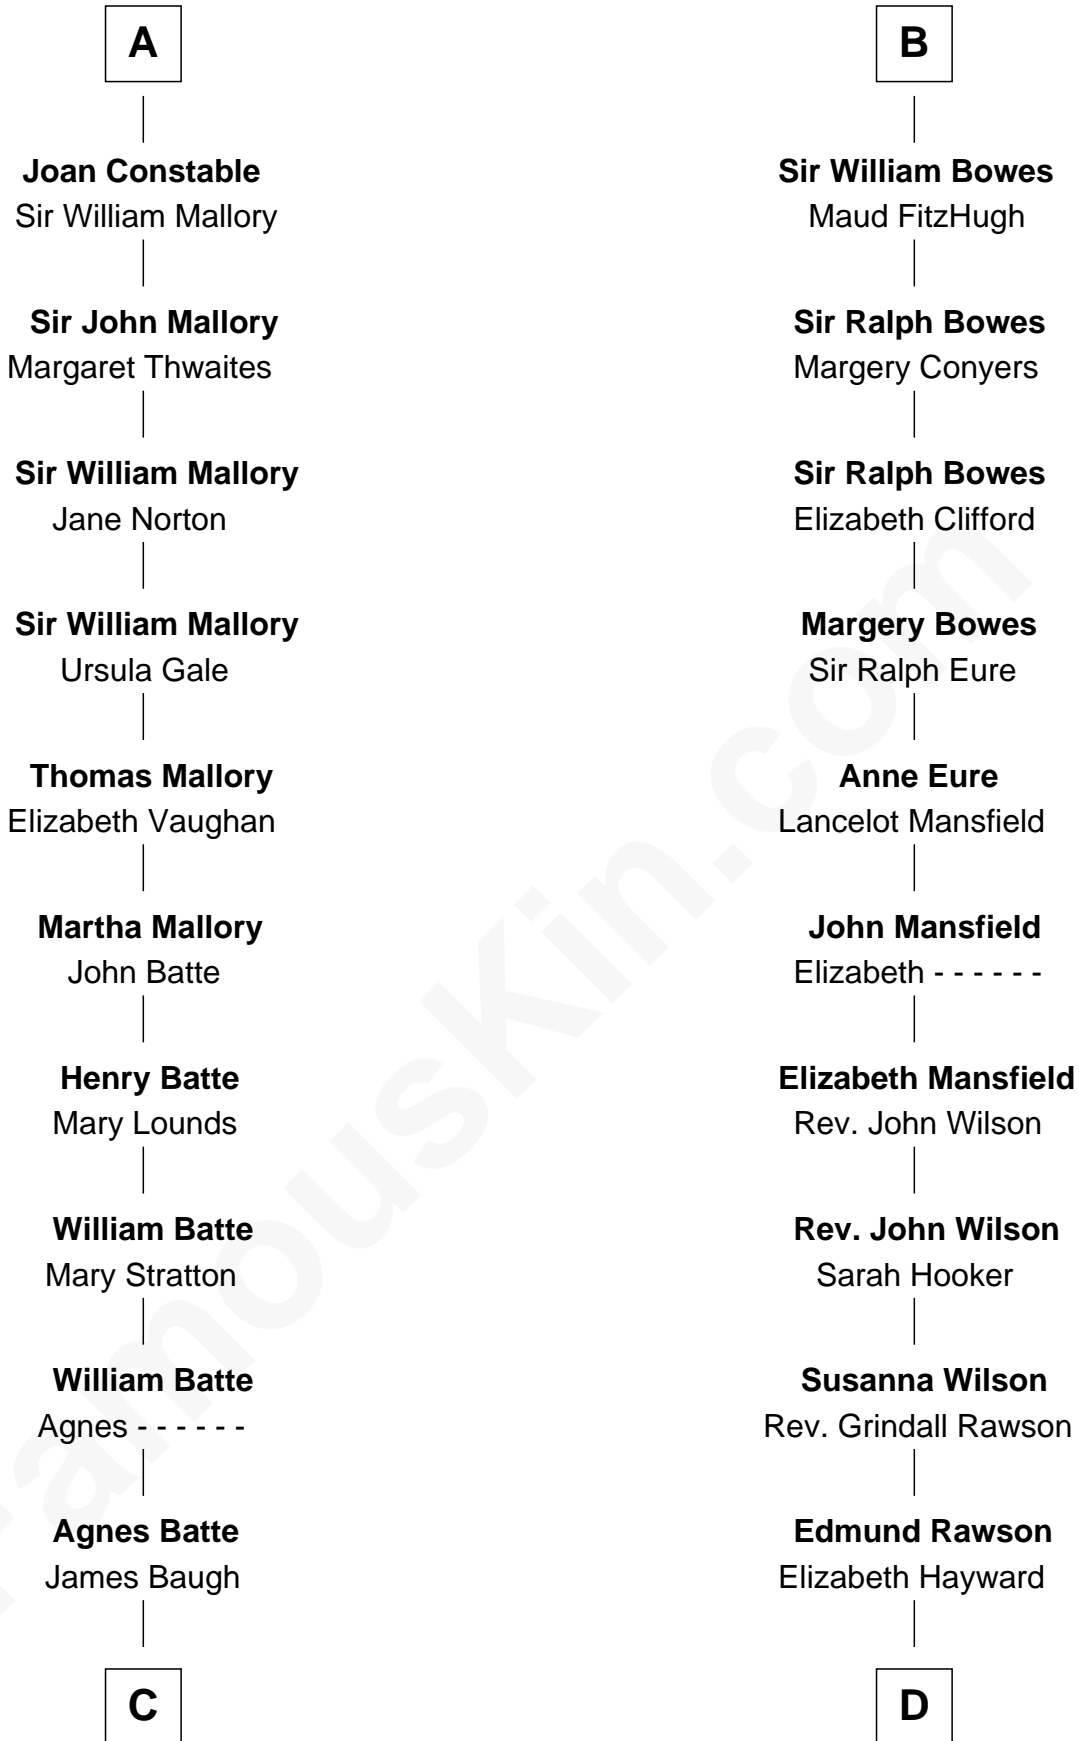 A
Joan Constable
Sir William Mallory
Sir John Mallory
Margaret Thwaites
Sir William Mallory
Jane Norton
Sir William Mallory
Ursula Gale
Thomas Mallory
Elizabeth Vaughan
Martha Mallory
John Batte
Henry Batte
Mary Lounds
William Batte
Mary Stratton
William Batte
Agnes - - - - - -
Agnes Batte
James Baugh
C
B
Sir William Bowes
Maud FitzHugh
Sir Ralph Bowes
Margery Conyers
Sir Ralph Bowes
Elizabeth Clifford
Margery Bowes
Sir Ralph Eure
Anne Eure
Lancelot Mansfield
John Mansfield
Elizabeth - - - - - -
Elizabeth Mansfield
Rev. John Wilson
Rev. John Wilson
Sarah Hooker
Susanna Wilson
Rev. Grindall Rawson
Edmund Rawson
Elizabeth Hayward
D
FamousKin.com